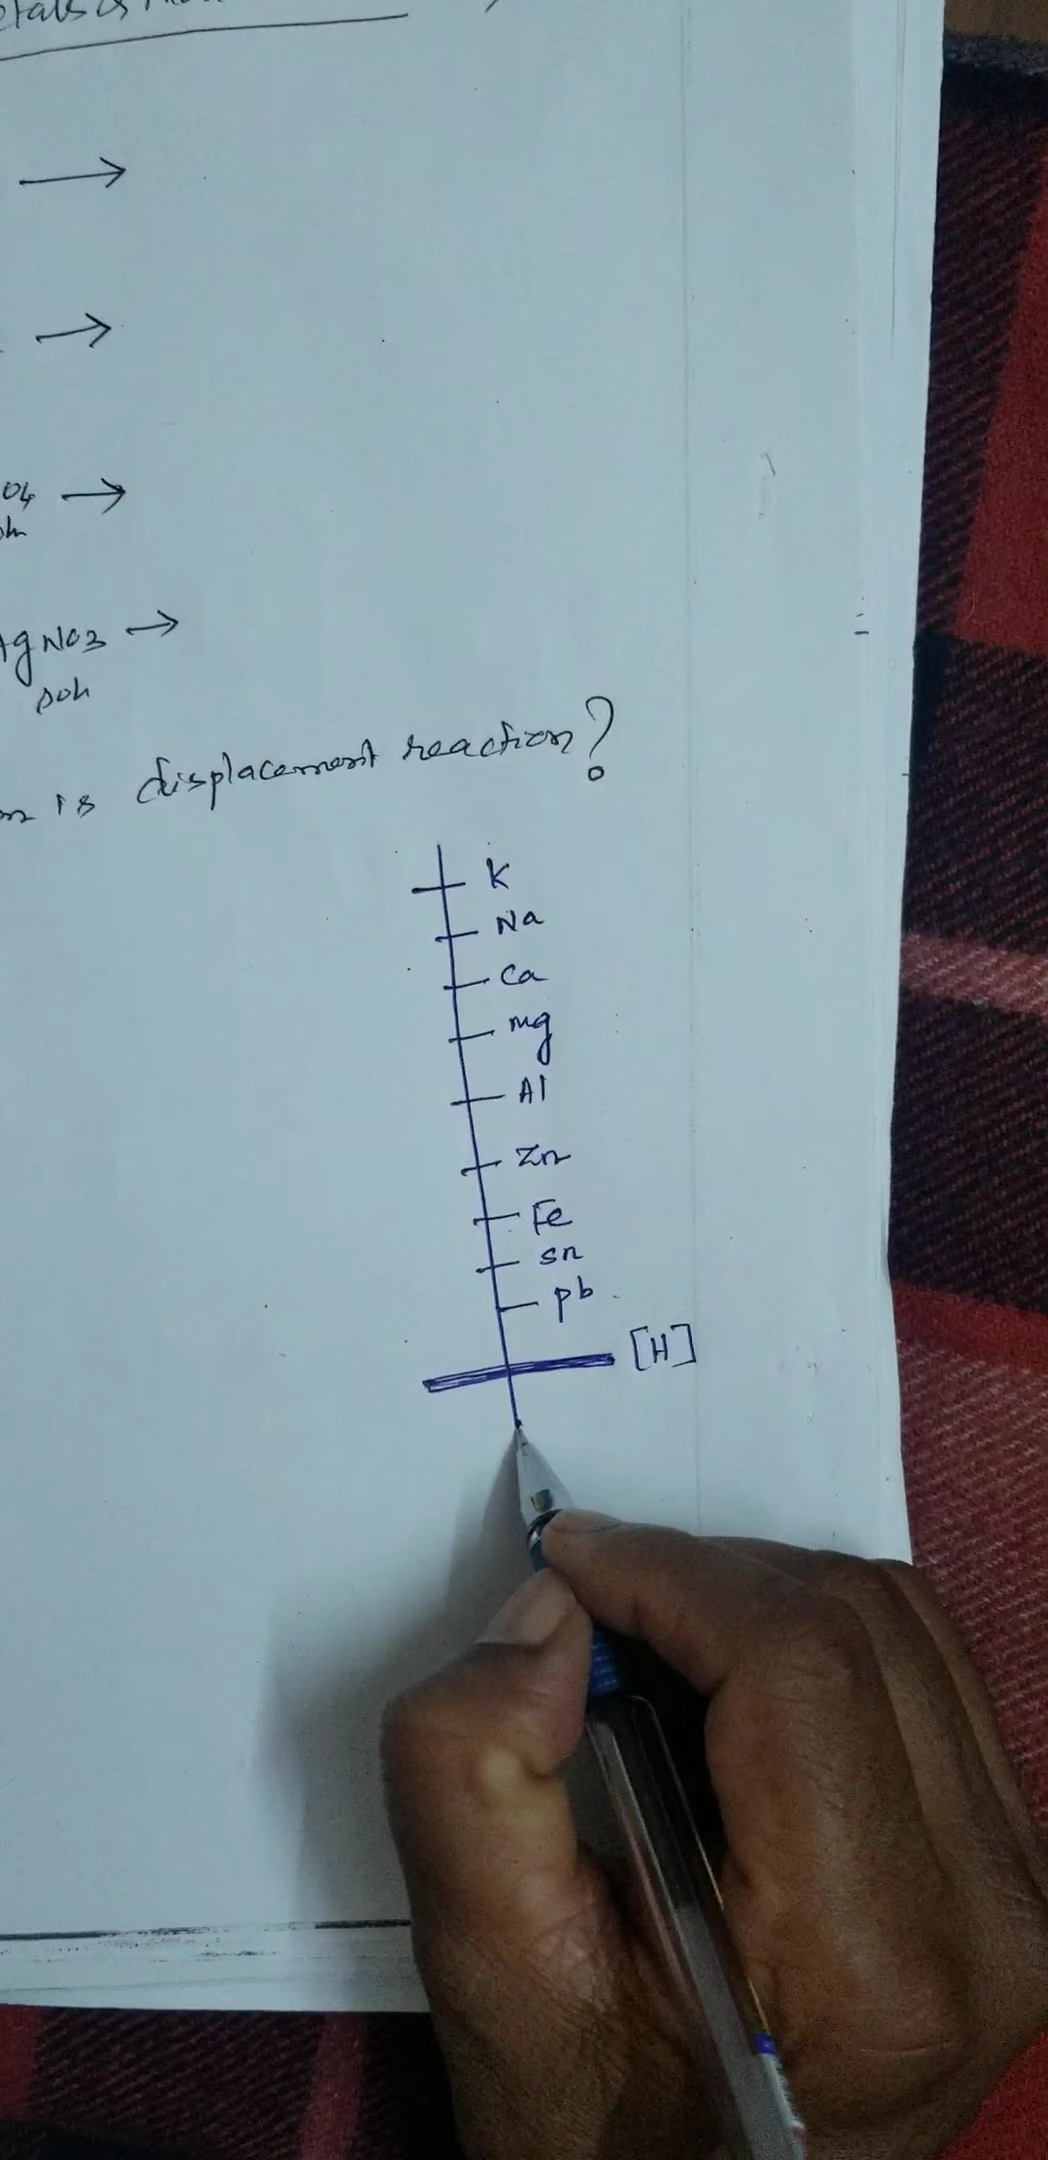 →
→
O4 →
AgNO3 →
soln
is displacement reaction?
K
Na
Ca
mg
Al
Zn
Fe
sn
pb
[H]